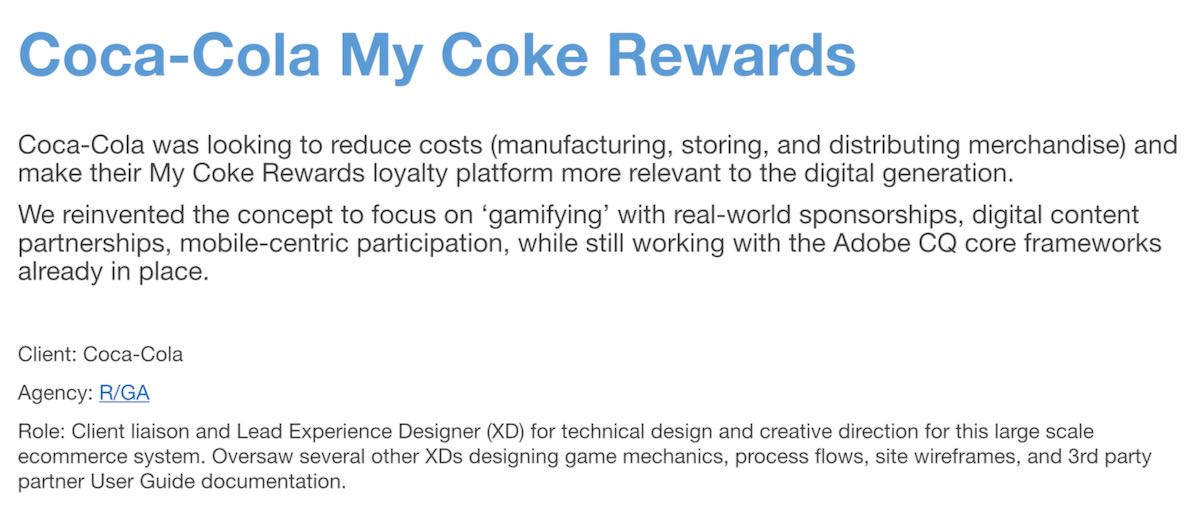 Coca-Cola My Coke Rewards
Coca-Cola was looking to reduce costs (manufacturing, storing, and distributing merchandise) and
make their My Coke Rewards loyalty platform more relevant to the digital generation.
We reinvented the concept to focus on ‘gamifying’ with real-world sponsorships, digital content
partnerships, mobile-centric participation, while still working with the Adobe CQ core frameworks
already in place.
Client: Coca-Cola
Agency: R/GA
Role: Client liaison and Lead Experience Designer (XD) for technical design and creative direction for this large scale
ecommerce system. Oversaw several other XDs designing game mechanics, process flows, site wireframes, and 3rd party
partner User Guide documentation.